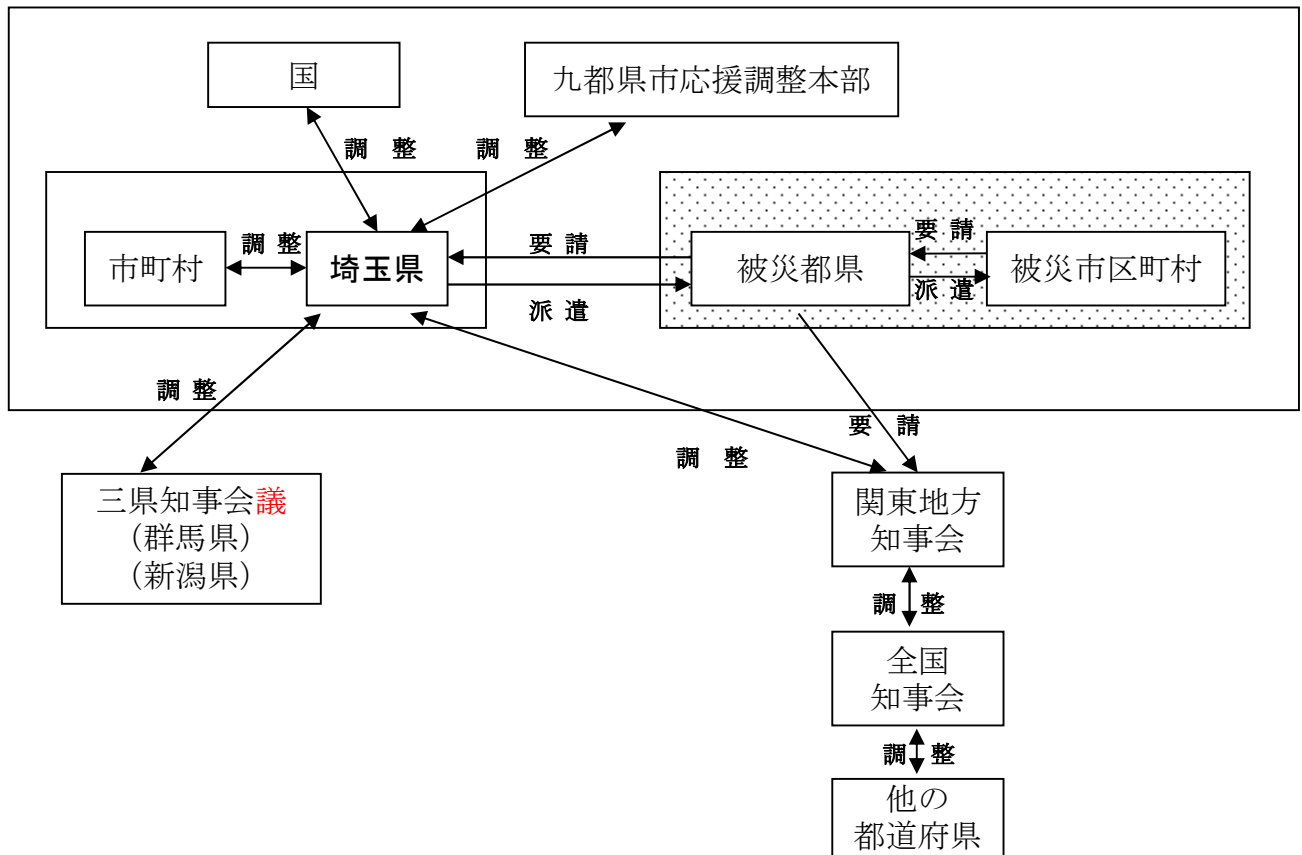 国
九都県市応援調整本部
調 整
調 整
市町村
調 整
埼玉県
要 請
派 遣
被災都県
要 請
派 遣
被災市区町村
調 整
要 請
調 整
三県知事会議
（群馬県）
（新潟県）
関東地方
知事会
調 整
全国
知事会
調 整
他の
都道府県